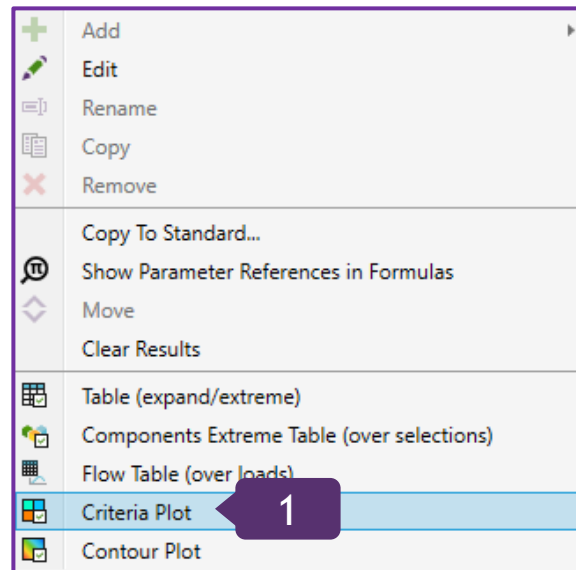 Add
Edit
Rename
Copy
Remove
Copy To Standard...
Show Parameter References in Formulas
Move
Clear Results
Table (expand/extreme)
Components Extreme Table (over selections)
Flow Table (over loads)
Criteria Plot 1
Contour Plot